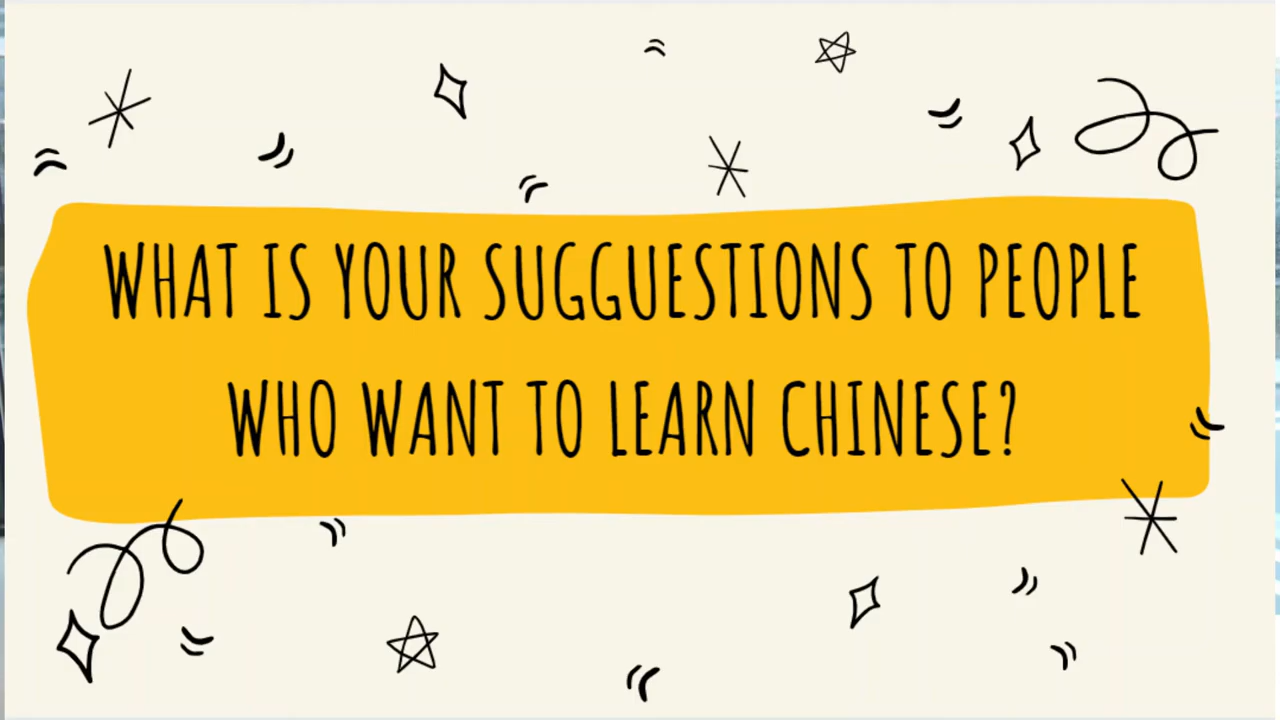 WHAT IS YOUR SUGGUESTIONS TO PEOPLE
WHO WANT TO LEARN CHINESE?